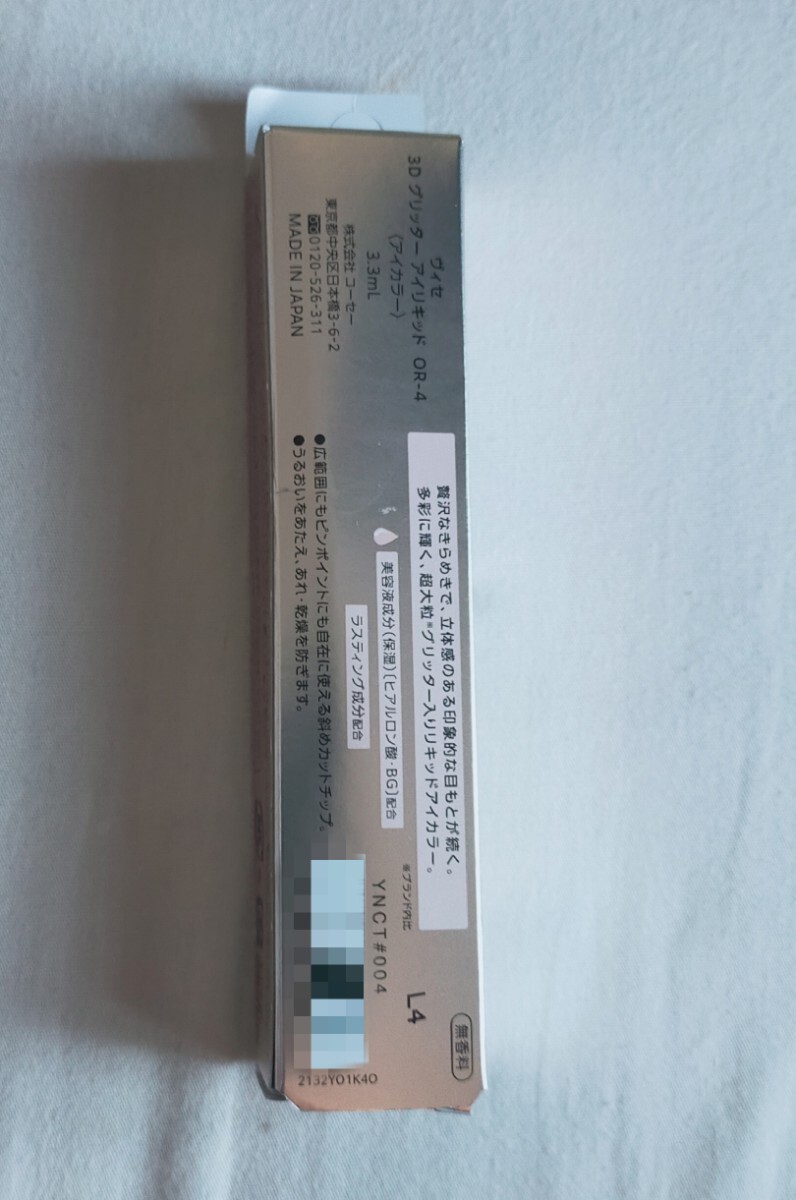 ヴィセ
3D グリッター アイリキッド OR-4
〈アイカラー〉
3.3mL
株式会社 コーセー
東京都中央区日本橋3-6-2
0120-526-311
MADE IN JAPAN
贅沢なきらめきで、立体感のある印象的な目もとが続く。
多彩に輝く、超大粒※グリッター入りリキッドアイカラー。
美容液成分(保湿)[ヒアルロン酸・BG]配合
ラスティング成分配合
●広範囲にもピンポイントにも自在に使える斜めカットチップ。
●うるおいをあたえ、あれ・乾燥を防ぎます。
※ブランド内比
YNCT#004
L4
無香料
2132YO1K4O